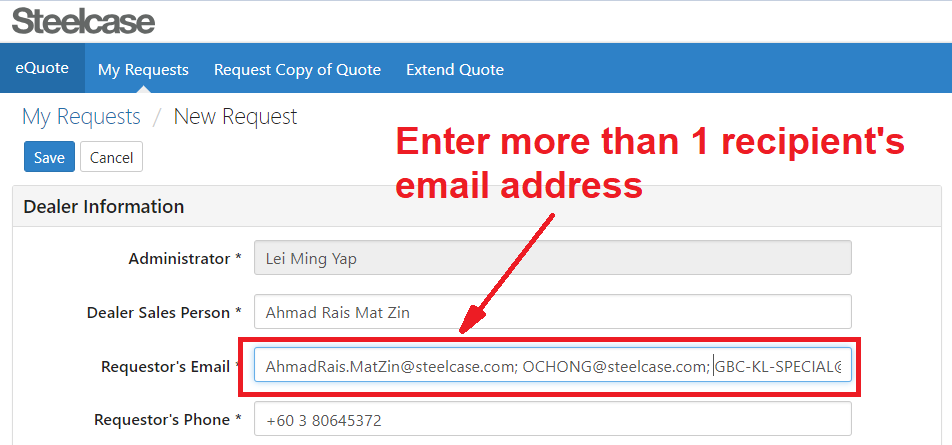 Steelcase
eQuote My Requests Request Copy of Quote Extend Quote
My Requests / New Request
Save Cancel
Enter more than 1 recipient's
email address
Dealer Information
Administrator * Lei Ming Yap
Dealer Sales Person * Ahmad Rais Mat Zin
Requestor's Email * AhmadRais.MatZin@steelcase.com; OCHONG@steelcase.com; GBC-KL-SPECIAL@
Requestor's Phone * +60 3 80645372